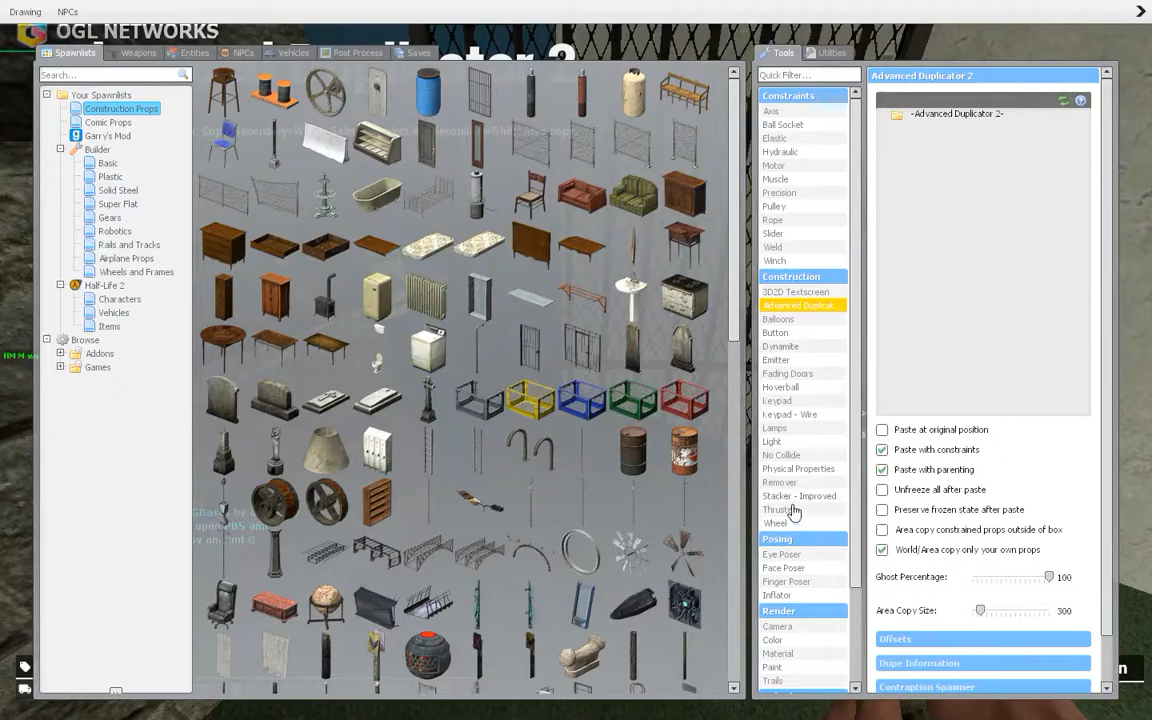 Drawing NPCs
OGL NETWORKS
Spawnlists Weapons Entities NPCs Vehicles Post Process Saves
Search...
Your Spawnlists
Construction Props
Comic Props
Garry's Mod
Builder
Basic
Plastic
Solid Steel
Super Flat
Gears
Robotics
Rails and Tracks
Airplane Props
Wheels and Frames
Half-Life 2
Characters
Vehicles
Items
Browse
Addons
Games
Tools Utilities
Quick Filter...
Constraints
Axis
Ball Socket
Elastic
Hydraulic
Motor
Muscle
Precision
Pulley
Rope
Slider
Weld
Winch
Construction
3D2D Textscreen
Advanced Duplicat...
Balloons
Button
Dynamite
Emitter
Fading Doors
Hoverball
Keypad
Keypad - Wire
Lamps
Light
No Collide
Physical Properties
Remover
Stacker - Improved
Thruster
Wheel
Posing
Eye Poser
Face Poser
Finger Poser
Inflator
Render
Camera
Color
Material
Paint
Trails
Advanced Duplicator 2
-Advanced Duplicator 2-
Paste at original position
Paste with constraints
Paste with parenting
Unfreeze all after paste
Preserve frozen state after paste
Area copy constrained props outside of box
World/Area copy only your own props
Ghost Percentage: 100
Area Copy Size: 300
Offsets
Dupe Information
Contraption Spawner